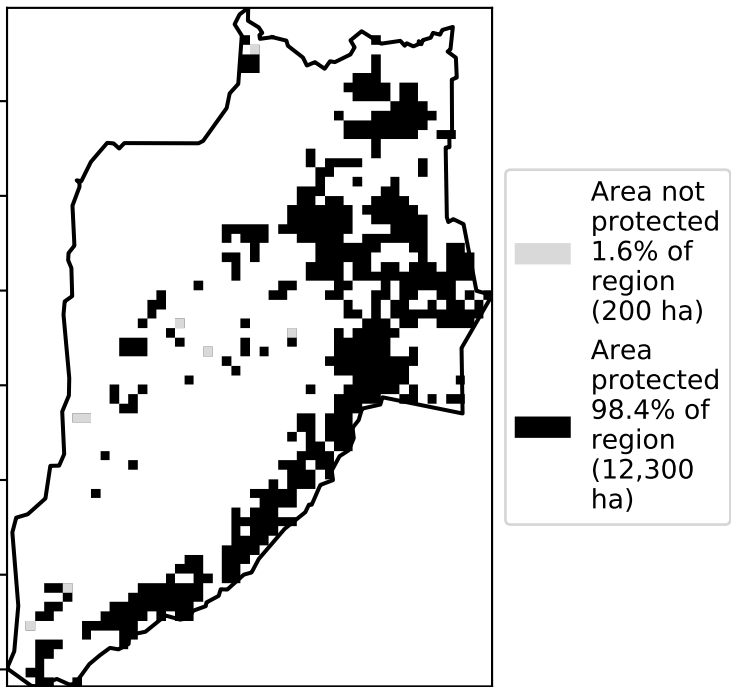 Area not
protected
1.6% of
region
(200 ha)
Area
protected
98.4% of
region
(12,300
ha)